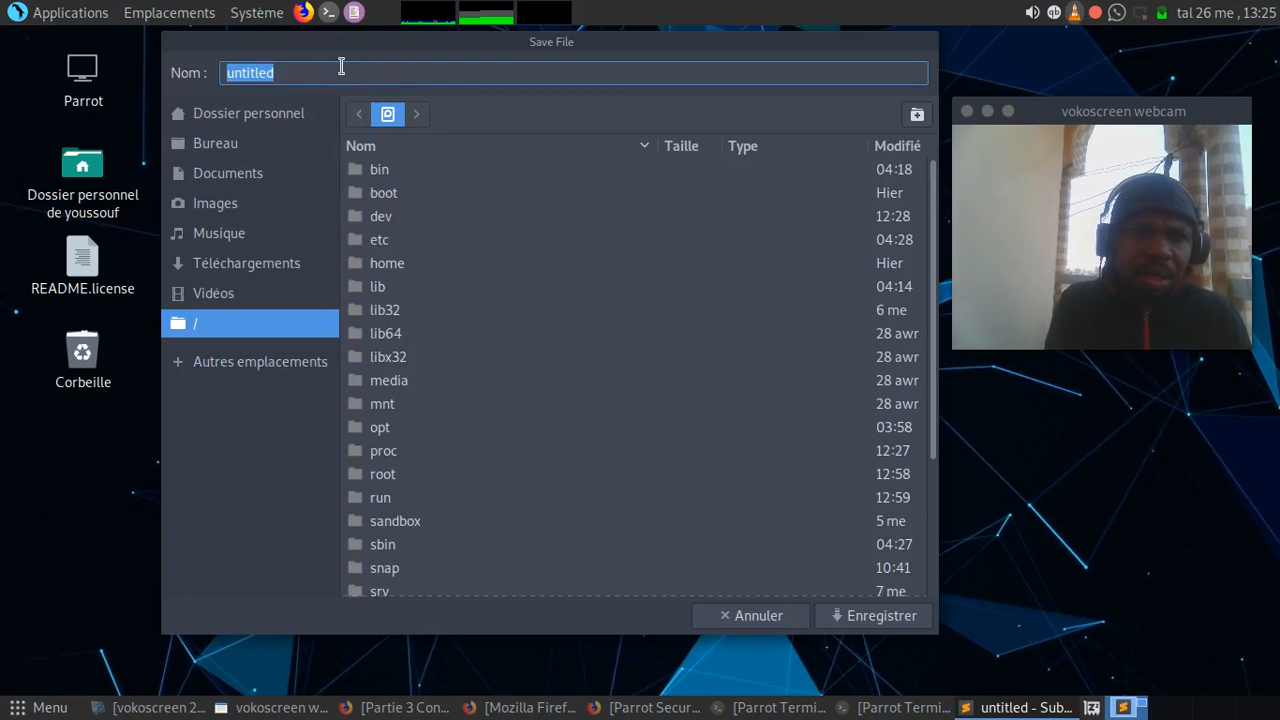 Applications Emplacements Système tal 26 me , 13:25
Save File
Nom : untitled
Parrot
Dossier personnel de youssouf
README.license
Corbeille
Dossier personnel
Bureau
Documents
Images
Musique
Téléchargements
Vidéos
/
Autres emplacements
Nom Taille Type Modifié
bin 04:18
boot Hier
dev 12:28
etc 04:28
home Hier
lib 04:14
lib32 6 me
lib64 28 awr
libx32 28 awr
media 28 awr
mnt 28 awr
opt 03:58
proc 12:27
root 12:58
run 12:59
sandbox 5 me
sbin 04:27
snap 10:41
srv 7 me
Annuler Enregistrer
vokoscreen webcam
Menu [vokoscreen 2... vokoscreen w... [Partie 3 Con... [Mozilla Firef... [Parrot Secur... [Parrot Termi... [Parrot Termi... untitled - Sub...